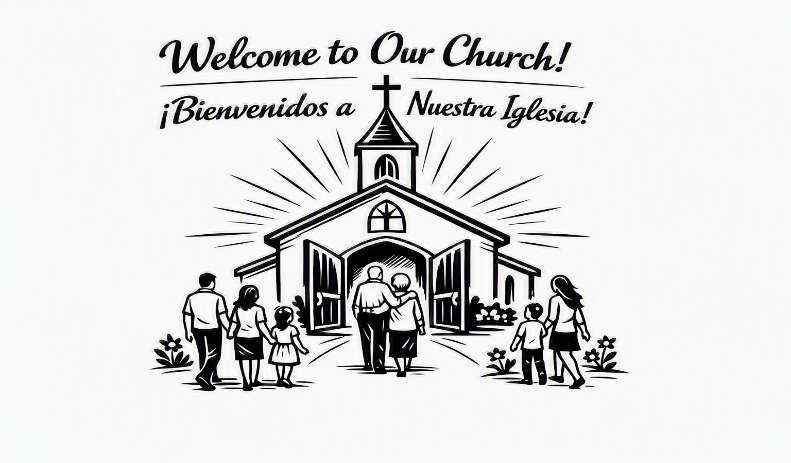 Welcome to Our Church!
¡Bienvenidos a Nuestra Iglesia!